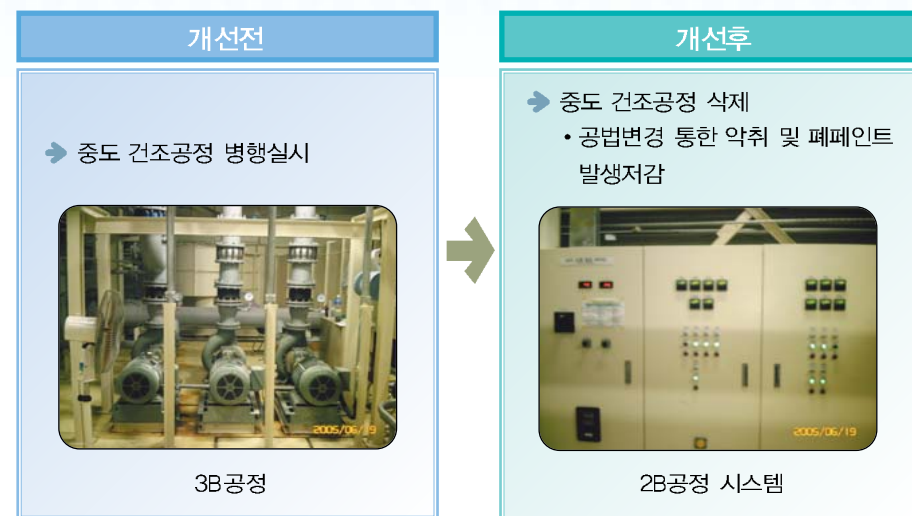 개선전
➔ 중도 건조공정 병행실시
2005/06/19
3B공정
개선후
➔ 중도 건조공정 삭제
• 공법변경 통한 악취 및 폐페인트
발생저감
2005/06/19
2B공정 시스템